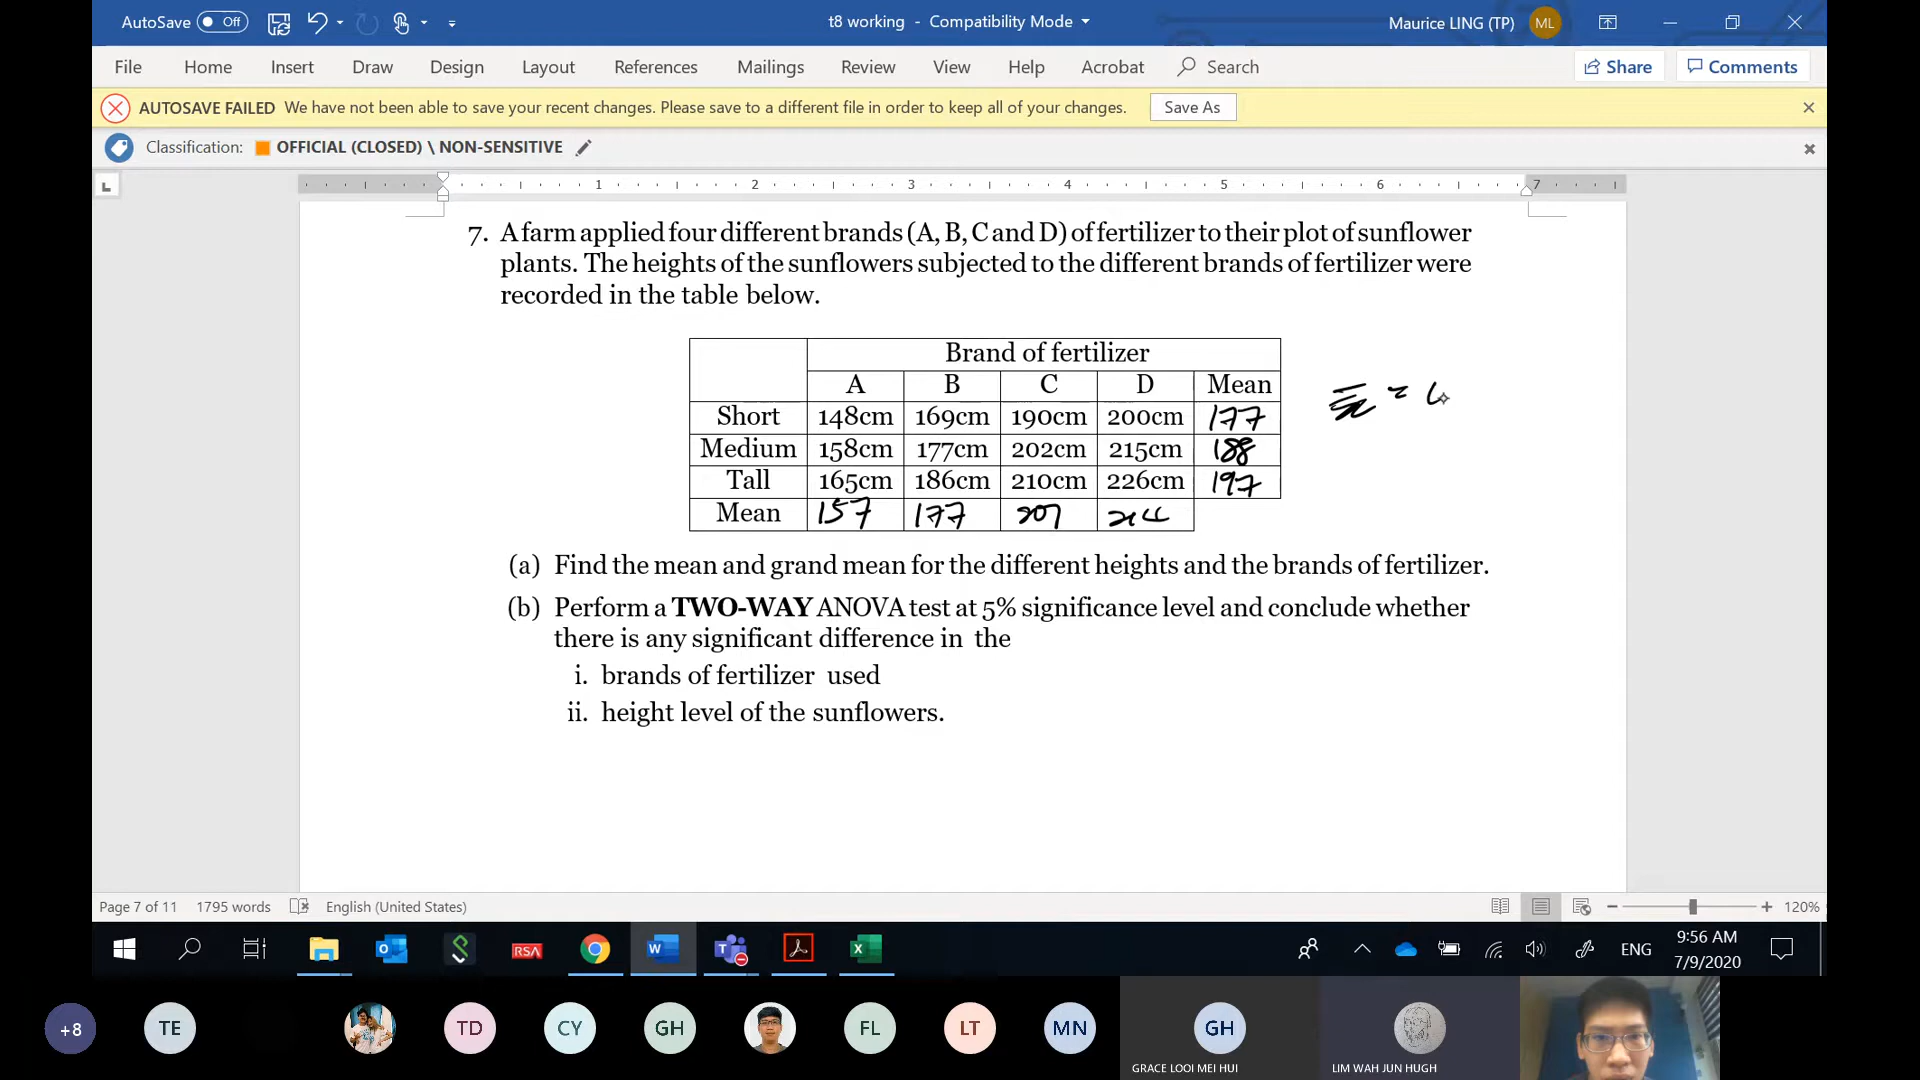 AutoSave Off
t8 working - Compatibility Mode
Maurice LING (TP) ML
File Home Insert Draw Design Layout References Mailings Review View Help Acrobat Search Share Comments
AUTOSAVE FAILED We have not been able to save your recent changes. Please save to a different file in order to keep all of your changes. Save As
Classification: OFFICIAL (CLOSED) \ NON-SENSITIVE
1 2 3 4 5 6 7
7. A farm applied four different brands (A, B, C and D) of fertilizer to their plot of sunflower
plants. The heights of the sunflowers subjected to the different brands of fertilizer were
recorded in the table below.
Brand of fertilizer
A B C D Mean
Short 148cm 169cm 190cm 200cm 177
Medium 158cm 177cm 202cm 215cm 188
Tall 165cm 186cm 210cm 226cm 197
Mean 157 177 201 214
(a) Find the mean and grand mean for the different heights and the brands of fertilizer.
(b) Perform a TWO-WAY ANOVA test at 5% significance level and conclude whether
there is any significant difference in the
i. brands of fertilizer used
ii. height level of the sunflowers.
Page 7 of 11 1795 words English (United States) 120%
RSA ENG 9:56 AM
7/9/2020
+8 TE TD CY GH FL LT MN GH
GRACE LOOI MEI HUI LIM WAH JUN HUGH